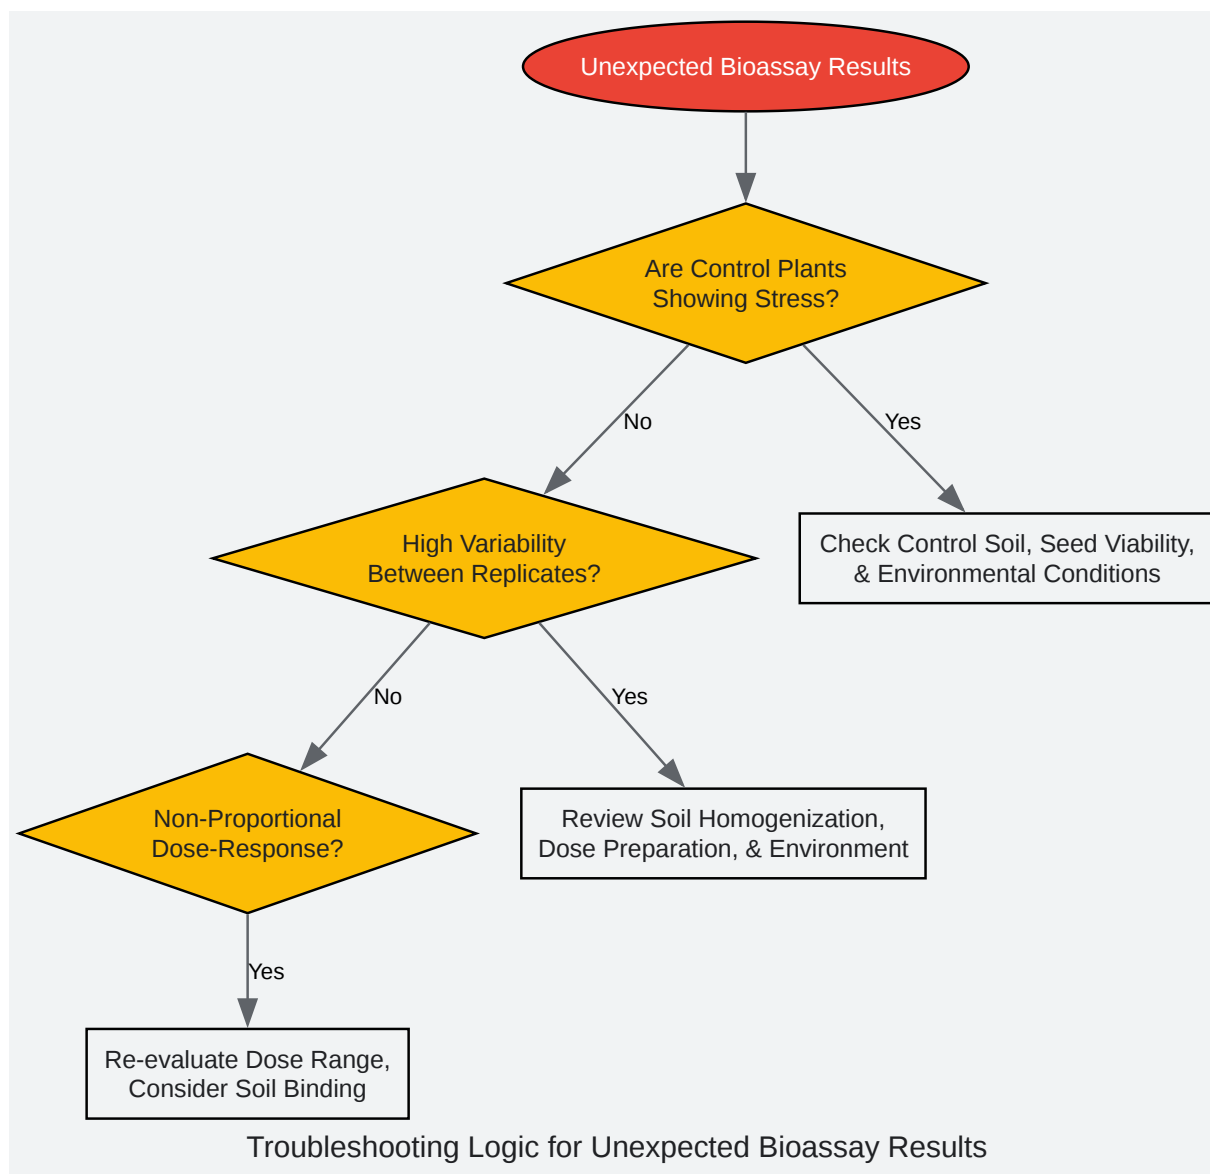 Unexpected Bioassay Results
Are Control Plants
Showing Stress?
No
Yes
High Variability
Between Replicates?
Check Control Soil, Seed Viability,
& Environmental Conditions
No
Yes
Non-Proportional
Dose-Response?
Review Soil Homogenization,
Dose Preparation, & Environment
Yes
Re-evaluate Dose Range,
Consider Soil Binding
Troubleshooting Logic for Unexpected Bioassay Results